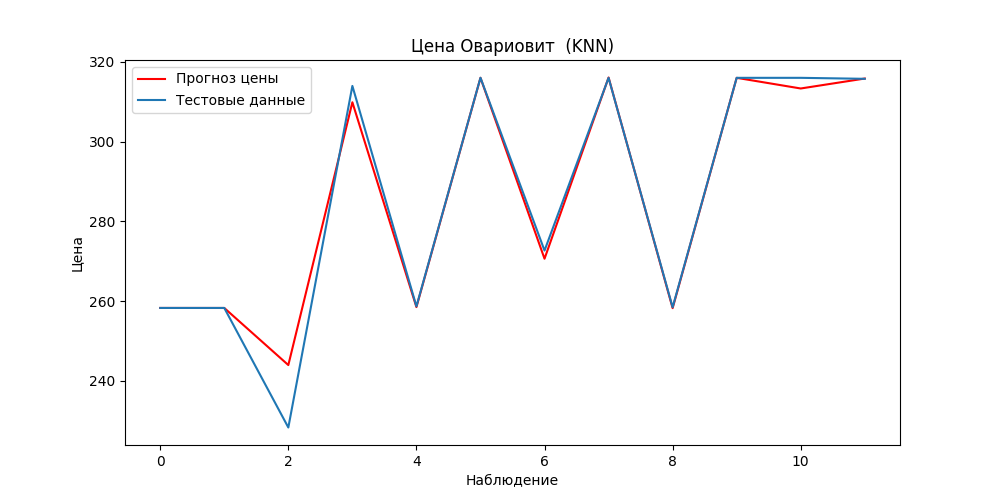 Цена Овариовит  (KNN)
Прогноз цены
Тестовые данные
Цена
320
300
280
260
240
0 2 4 6 8 10
Наблюдение